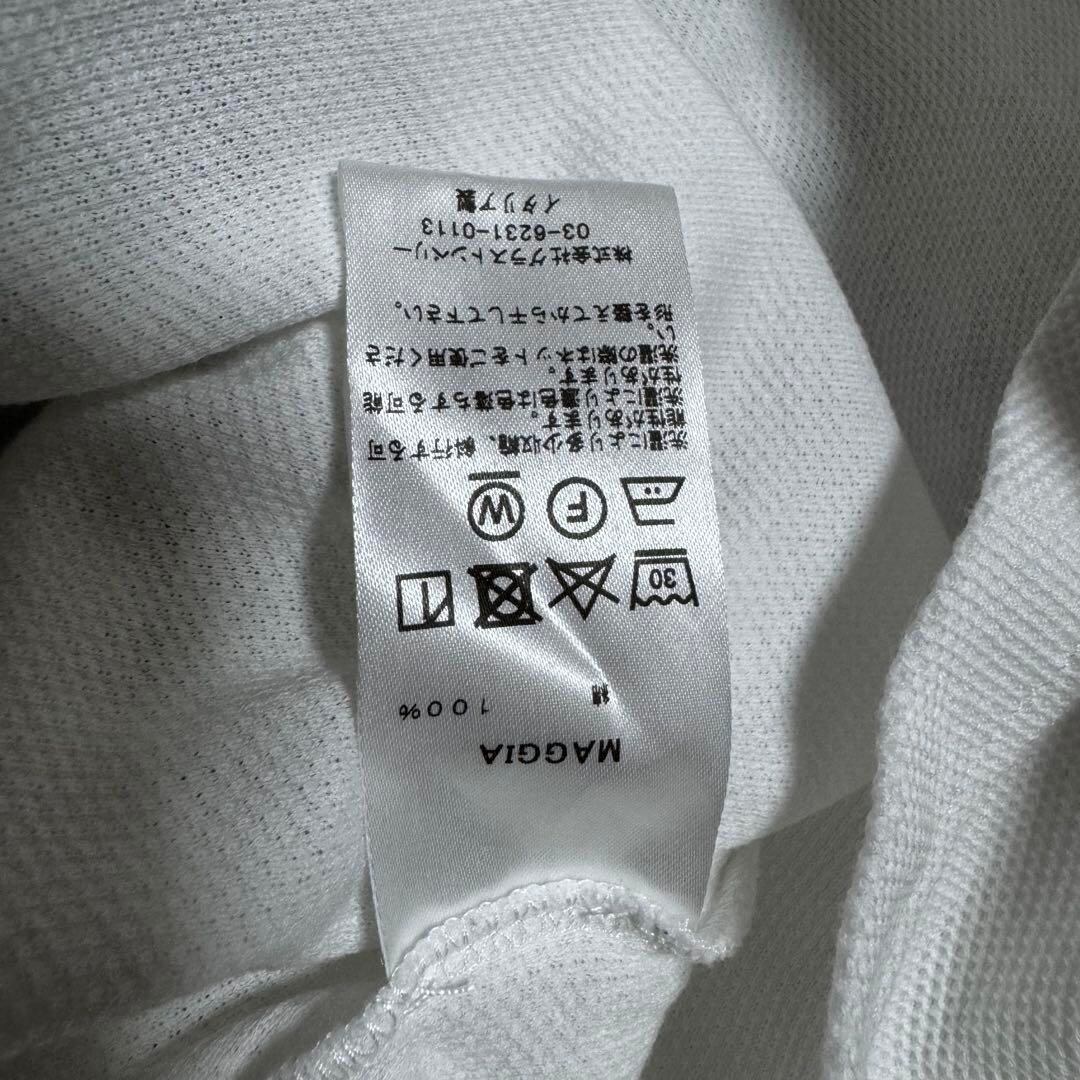 MAGGIA
綿 100%
30
F
W
洗濯により多少収縮、斜行する可
能性があります。
洗濯により濃色は色落ちする可能
性があります。
洗濯の際はネットをご使用くださ
い。
形を整えてから干して下さい。
株式会社グラストンベリー
03-6231-0113
イタリア製